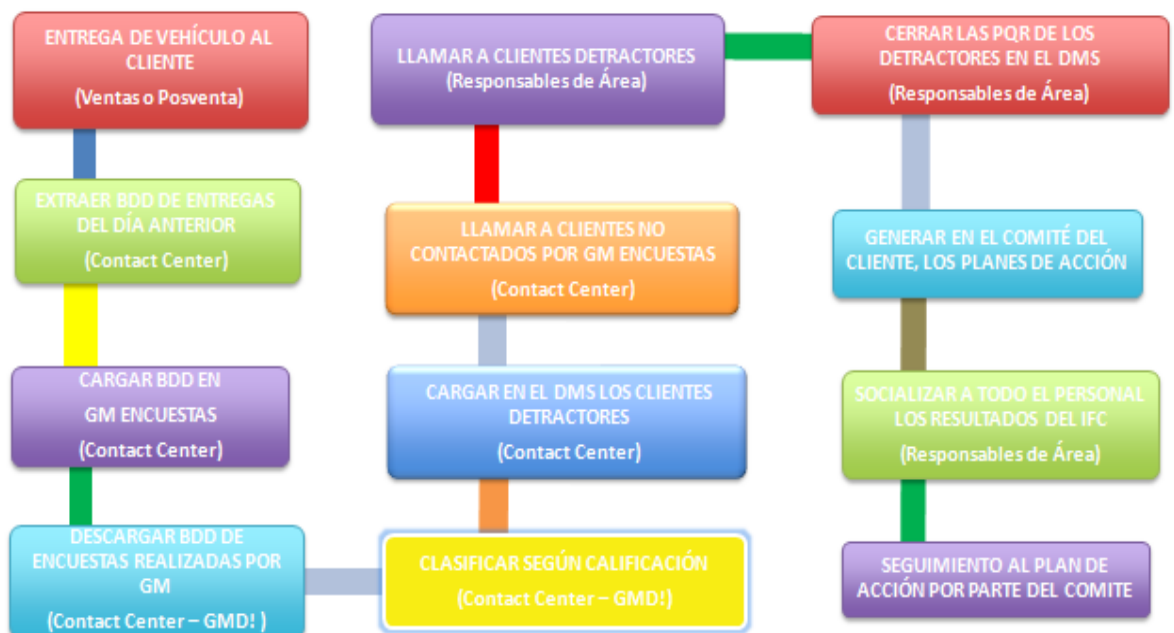 ENTREGA DE VEHÍCULO AL
CLIENTE
(Ventas o Posventa)
EXTRAER BDD DE ENTREGAS
DEL DÍA ANTERIOR
(Contact Center)
CARGAR BDD EN
GM ENCUESTAS
(Contact Center)
DESCARGAR BDD DE
ENCUESTAS REALIZADAS POR
GM
(Contact Center – GMD! )
CLASIFICAR SEGÚN CALIFICACIÓN
(Contact Center – GMD!)
CARGAR EN EL DMS LOS CLIENTES
DETRACTORES
(Contact Center)
LLAMAR A CLIENTES NO
CONTACTADOS POR GM ENCUESTAS
(Contact Center)
LLAMAR A CLIENTES DETRACTORES
(Responsables de Área)
CERRAR LAS PQR DE LOS
DETRACTORES EN EL DMS
(Responsables de Área)
GENERAR EN EL COMITÉ DEL
CLIENTE, LOS PLANES DE ACCIÓN
SOCIALIZAR A TODO EL PERSONAL
LOS RESULTADOS DEL IFC
(Responsables de Área)
SEGUIMIENTO AL PLAN DE
ACCIÓN POR PARTE DEL COMITE